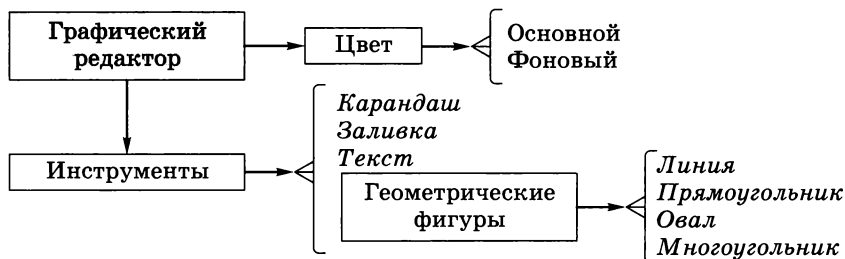 Графический
редактор
Цвет
Основной
Фоновый
Инструменты
Карандаш
Заливка
Текст
Геометрические
фигуры
Линия
Прямоугольник
Овал
Многоугольник